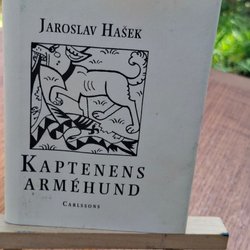 JAROSLAV HAŠEK
KAPTENENS
ARMÉHUND
CARLSSONS